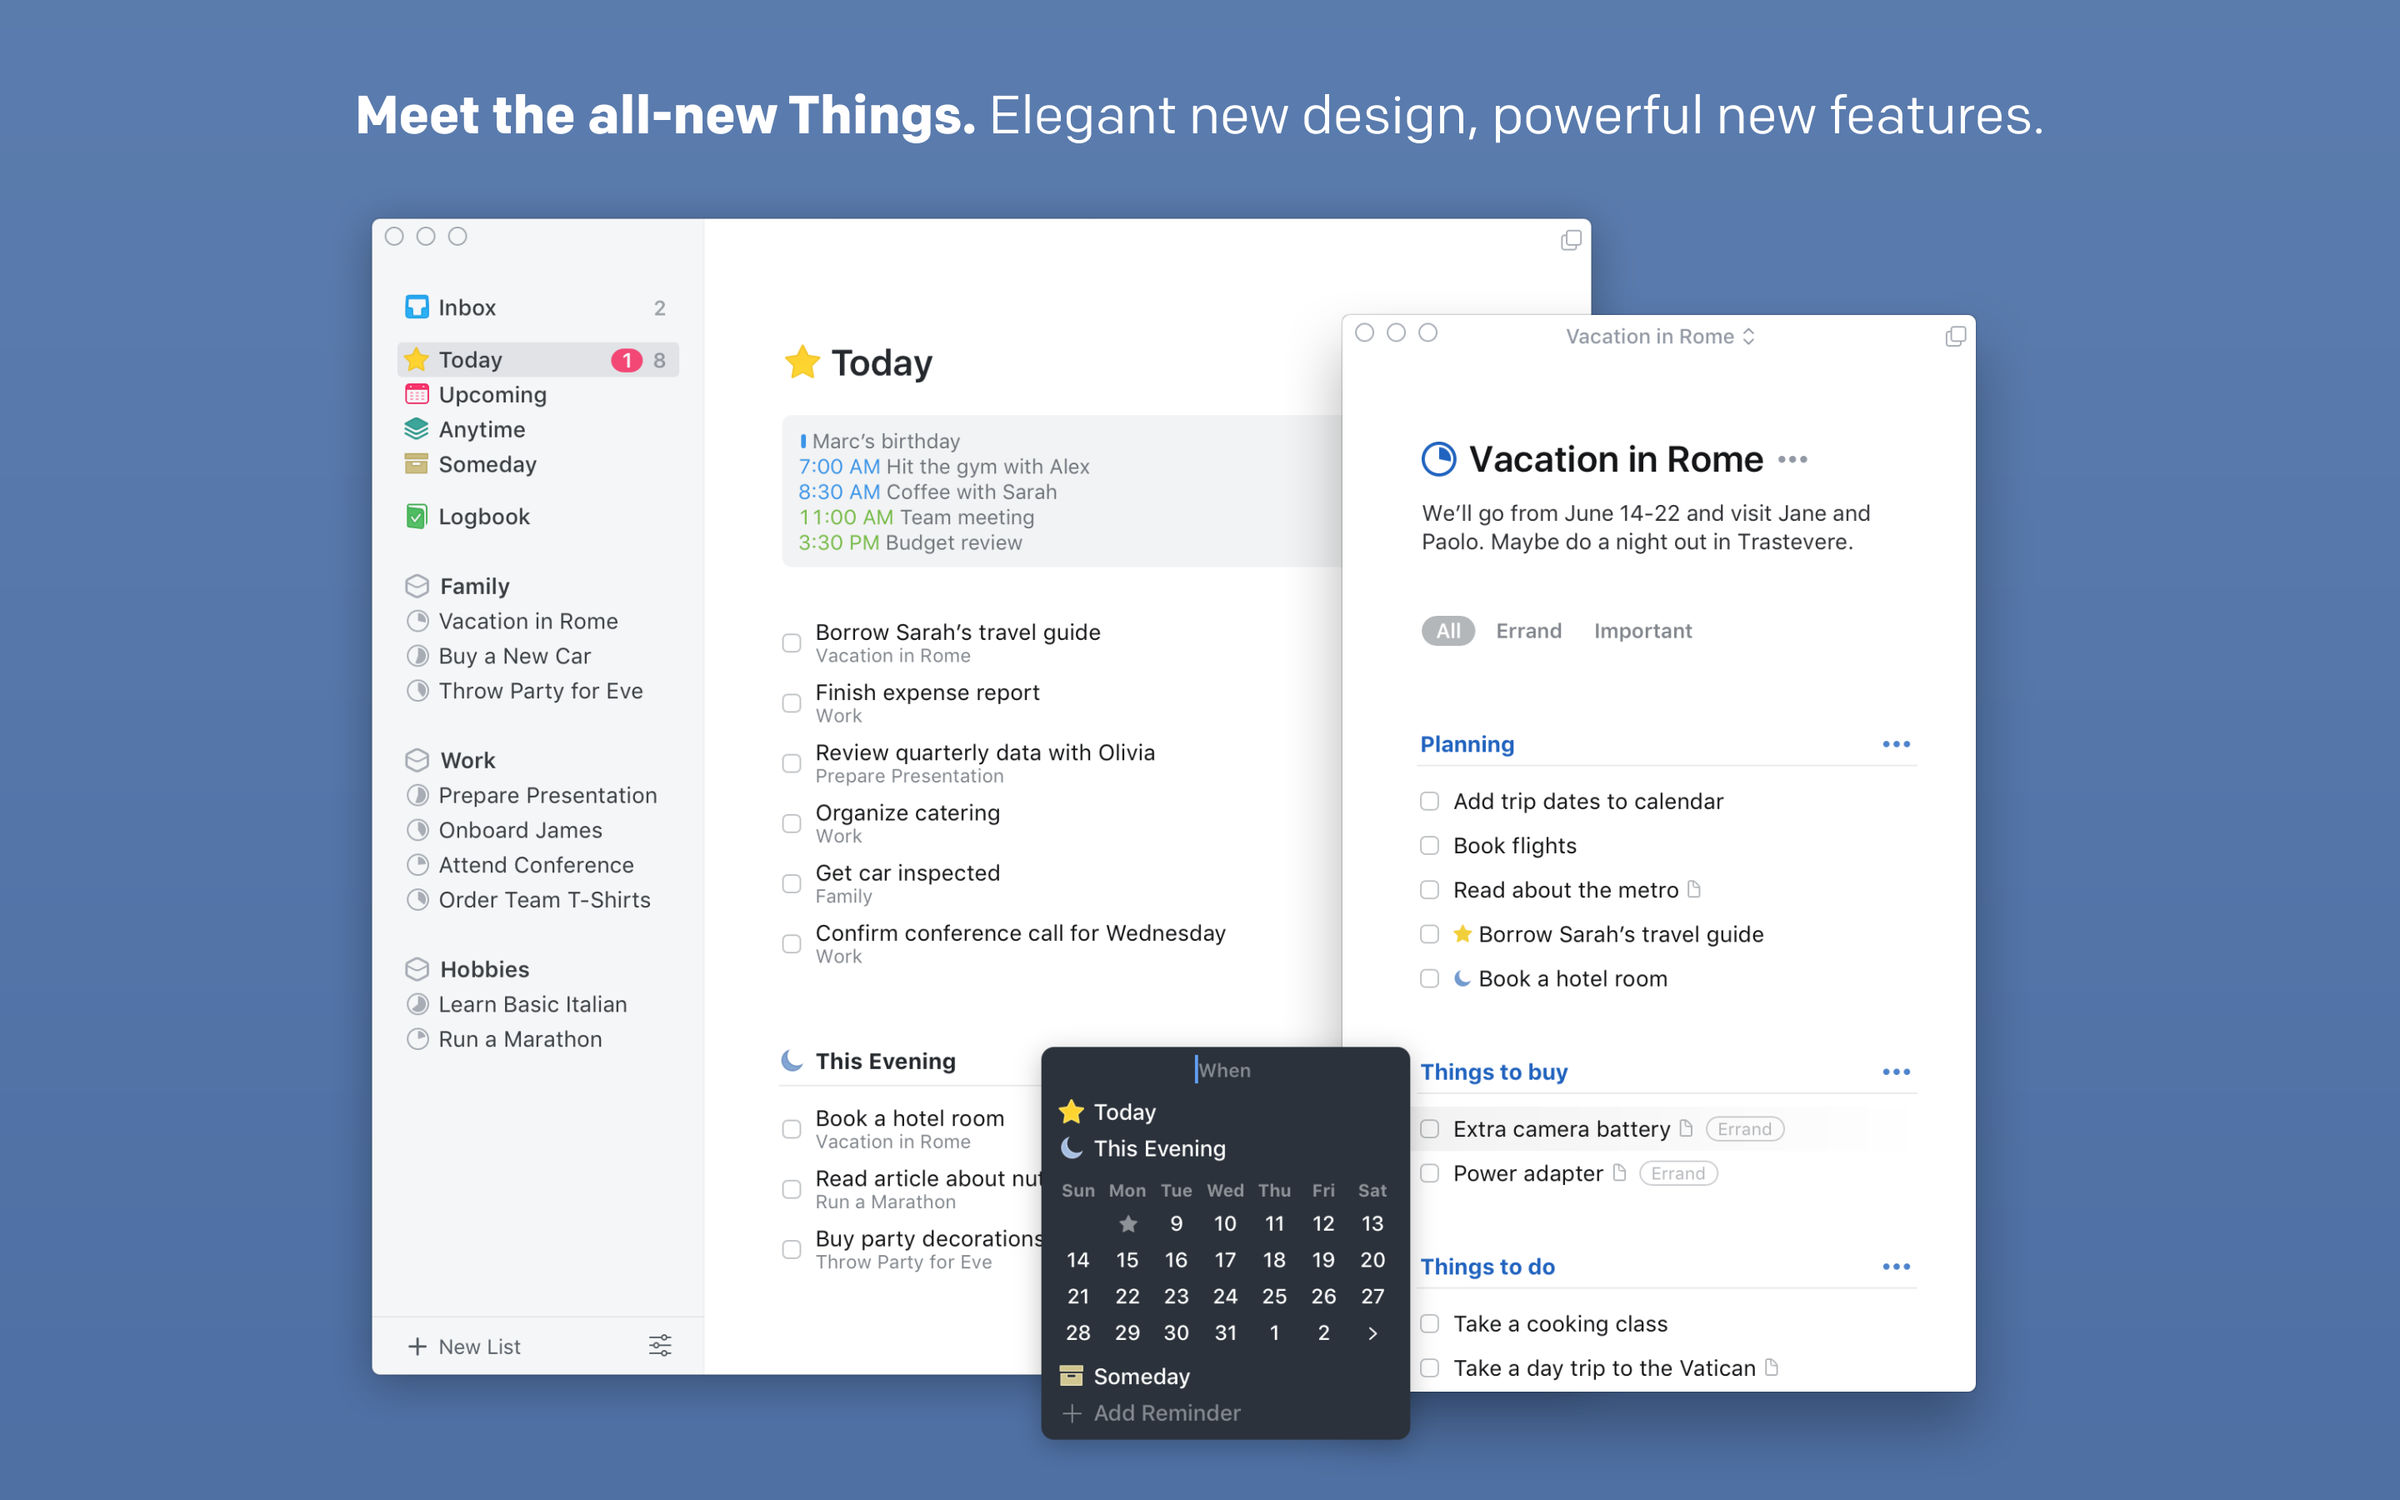 Meet the all-new Things. Elegant new design, powerful new features.
Inbox 2
Today 1 8
Upcoming
Anytime
Someday
Logbook
Family
Vacation in Rome
Buy a New Car
Throw Party for Eve
Work
Prepare Presentation
Onboard James
Attend Conference
Order Team T-Shirts
Hobbies
Learn Basic Italian
Run a Marathon
New List
Today
Marc’s birthday
7:00 AM Hit the gym with Alex
8:30 AM Coffee with Sarah
11:00 AM Team meeting
3:30 PM Budget review
Borrow Sarah’s travel guide
Vacation in Rome
Finish expense report
Work
Review quarterly data with Olivia
Prepare Presentation
Organize catering
Work
Get car inspected
Family
Confirm conference call for Wednesday
Work
This Evening
Book a hotel room
Vacation in Rome
Read article about
Run a Marathon
Buy party decorations
Throw Party for Eve
When
Today
This Evening
Sun Mon Tue Wed Thu Fri Sat
9 10 11 12 13
14 15 16 17 18 19 20
21 22 23 24 25 26 27
28 29 30 31 1 2
Someday
Add Reminder
Vacation in Rome
Vacation in Rome
We’ll go from June 14-22 and visit Jane and
Paolo. Maybe do a night out in Trastevere.
All Errand Important
Planning
Add trip dates to calendar
Book flights
Read about the metro
Borrow Sarah’s travel guide
Book a hotel room
Things to buy
Extra camera battery Errand
Power adapter Errand
Things to do
Take a cooking class
Take a day trip to the Vatican